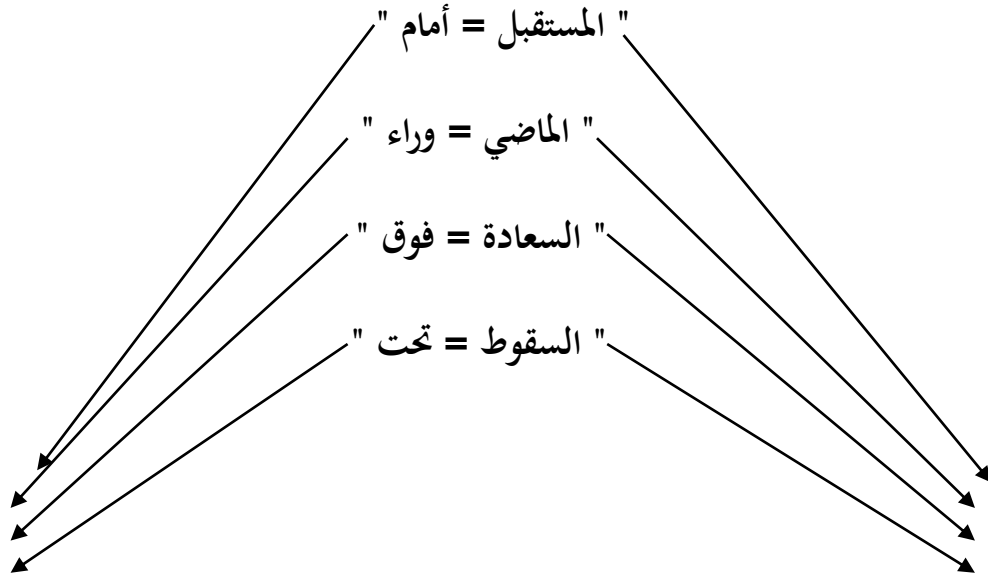 " المستقبل = أمام "
" الماضي = وراء "
" السعادة = فوق "
" السقوط = تحت "